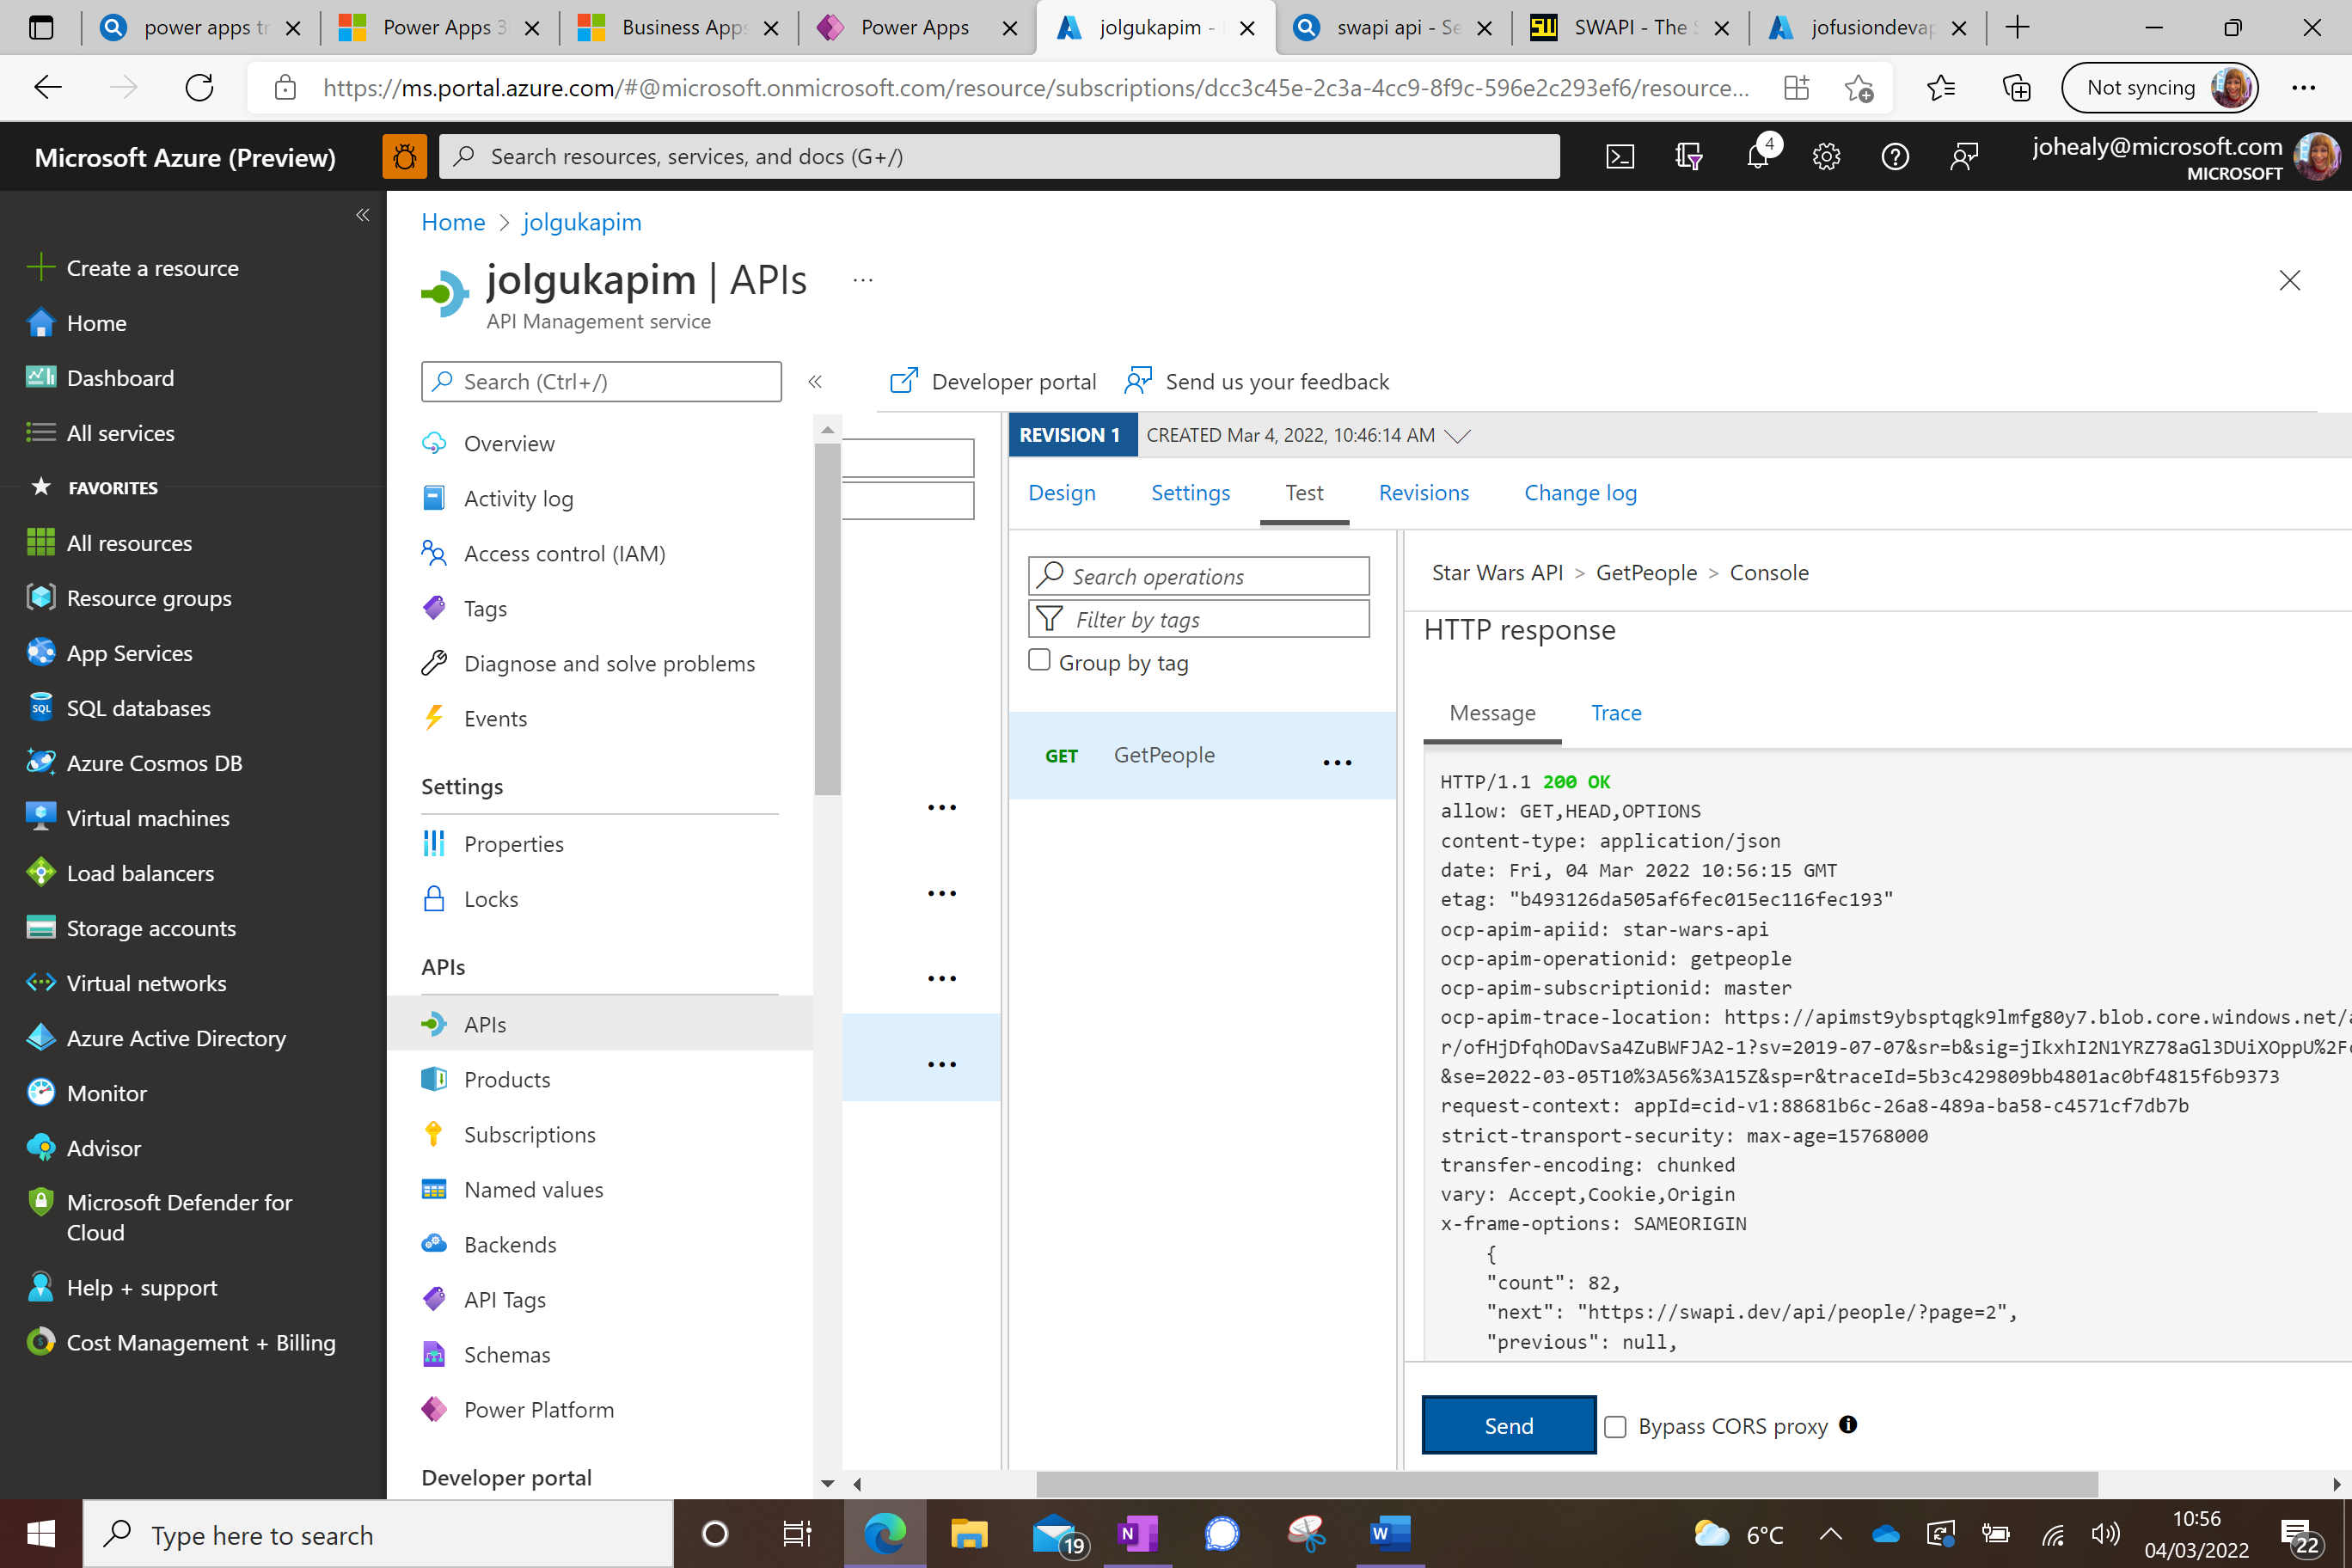 power apps tr
Power Apps 3
Business Apps
Power Apps
jolgukapim -
swapi api - Se
SWAPI - The S
jofusiondevap
https://ms.portal.azure.com/#@microsoft.onmicrosoft.com/resource/subscriptions/dcc3c45e-2c3a-4cc9-8f9c-596e2c293ef6/resource...
Not syncing
Microsoft Azure (Preview)
Search resources, services, and docs (G+/)
4
johealy@microsoft.com
MICROSOFT
Create a resource
Home
Dashboard
All services
FAVORITES
All resources
Resource groups
App Services
SQL databases
Azure Cosmos DB
Virtual machines
Load balancers
Storage accounts
Virtual networks
Azure Active Directory
Monitor
Advisor
Microsoft Defender for
Cloud
Help + support
Cost Management + Billing
Home > jolgukapim
jolgukapim | APIs ...
API Management service
Search (Ctrl+/)
Overview
Activity log
Access control (IAM)
Tags
Diagnose and solve problems
Events
Settings
Properties
Locks
APIs
APIs
Products
Subscriptions
Named values
Backends
API Tags
Schemas
Power Platform
Developer portal
Developer portal
Send us your feedback
REVISION 1 CREATED Mar 4, 2022, 10:46:14 AM
Design Settings Test Revisions Change log
Search operations
Filter by tags
Group by tag
GET GetPeople ...
Star Wars API > GetPeople > Console
HTTP response
Message Trace
HTTP/1.1 200 OK
allow: GET,HEAD,OPTIONS
content-type: application/json
date: Fri, 04 Mar 2022 10:56:15 GMT
etag: "b493126da505af6fec015ec116fec193"
ocp-apim-apiid: star-wars-api
ocp-apim-operationid: getpeople
ocp-apim-subscriptionid: master
ocp-apim-trace-location: https://apimst9ybsptqgk9lmfg80y7.blob.core.windows.net/a
r/ofHjDfqhODavSa4ZuBWFJA2-1?sv=2019-07-07&sr=b&sig=jIkxhI2N1YRZ78aGl3DUiXOppU%2F
&se=2022-03-05T10%3A56%3A15Z&sp=r&traceId=5b3c429809bb4801ac0bf4815f6b9373
request-context: appId=cid-v1:88681b6c-26a8-489a-ba58-c4571cf7db7b
strict-transport-security: max-age=15768000
transfer-encoding: chunked
vary: Accept,Cookie,Origin
x-frame-options: SAMEORIGIN
{
"count": 82,
"next": "https://swapi.dev/api/people/?page=2",
"previous": null,
Send
Bypass CORS proxy
Type here to search
19
6°C
10:56
04/03/2022
22